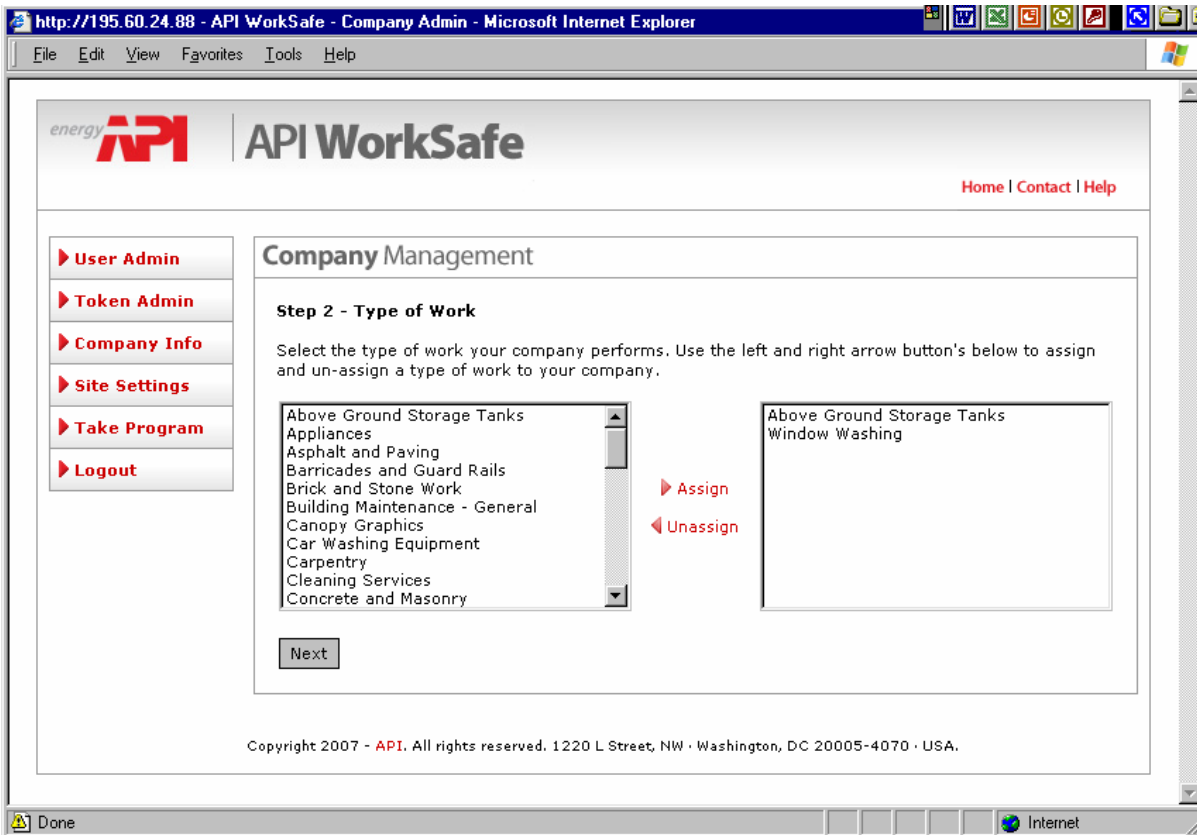 http://195.60.24.88 - API WorkSafe - Company Admin - Microsoft Internet Explorer
File Edit View Favorites Tools Help
energy API
API WorkSafe
Home | Contact | Help
User Admin
Token Admin
Company Info
Site Settings
Take Program
Logout
Company Management
Step 2 - Type of Work
Select the type of work your company performs. Use the left and right arrow button's below to assign
and un-assign a type of work to your company.
Above Ground Storage Tanks
Appliances
Asphalt and Paving
Barricades and Guard Rails
Brick and Stone Work
Building Maintenance - General
Canopy Graphics
Car Washing Equipment
Carpentry
Cleaning Services
Concrete and Masonry
Assign
Unassign
Above Ground Storage Tanks
Window Washing
Next
Copyright 2007 - API. All rights reserved. 1220 L Street, NW · Washington, DC 20005-4070 · USA.
Done
Internet